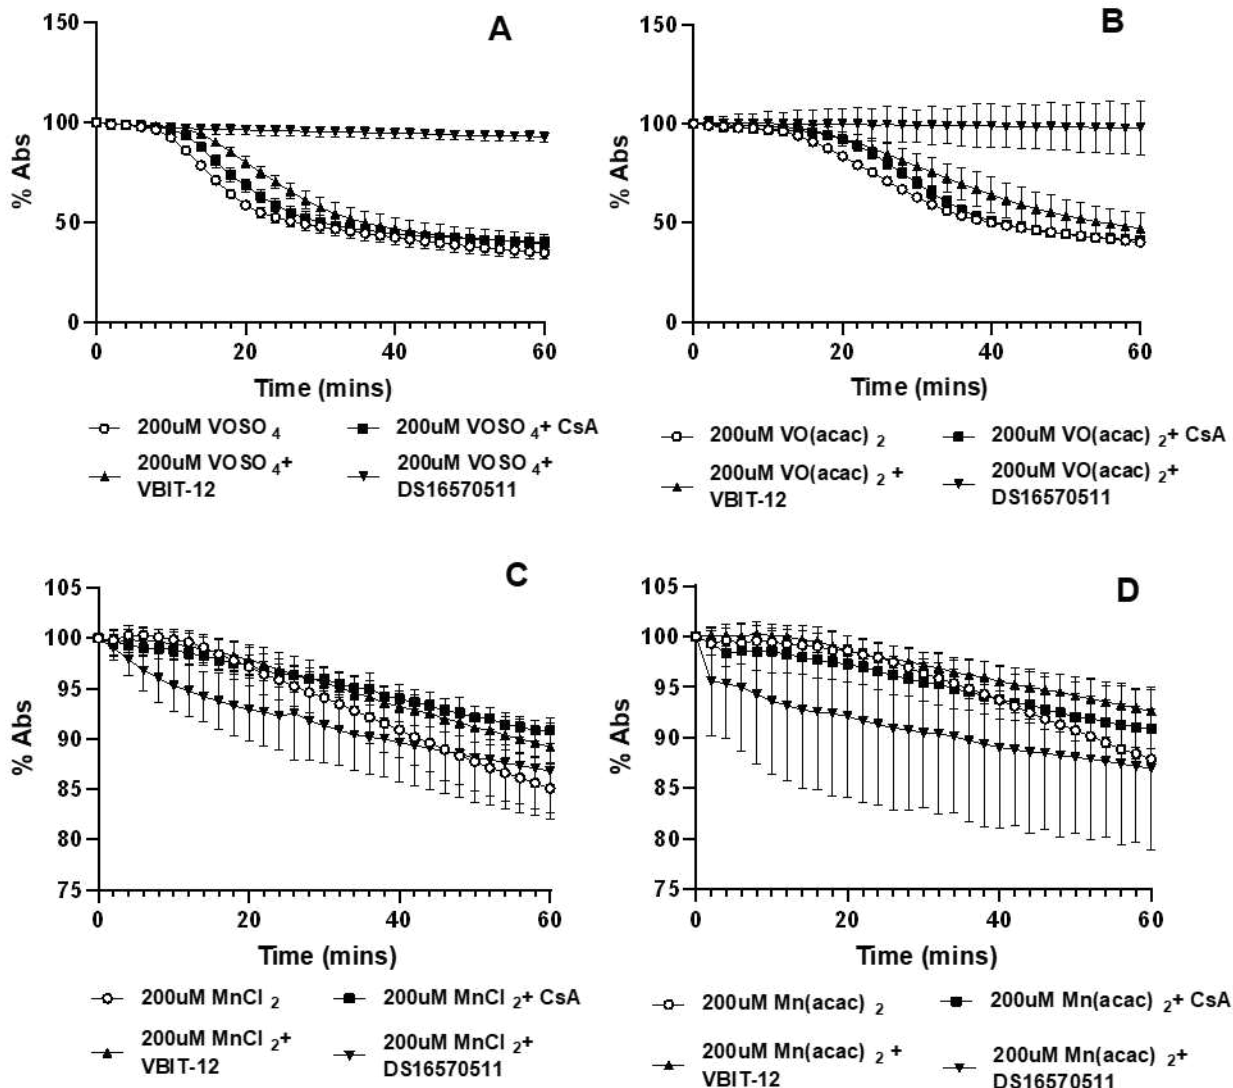 A
150
100
50
0
% Abs
0 20 40 60
Time (mins)
200uM VOSO 4
200uM VOSO 4+ CsA
200uM VOSO 4+
VBIT-12
200uM VOSO 4+
DS16570511
B
150
100
50
0
% Abs
0 20 40 60
Time (mins)
200uM VO(acac) 2
200uM VO(acac) 2+ CsA
200uM VO(acac) 2 +
VBIT-12
200uM VO(acac) 2+
DS16570511
C
105
100
95
90
85
80
75
% Abs
0 20 40 60
Time (mins)
200uM MnCl 2
200uM MnCl 2+ CsA
200uM MnCl 2+
VBIT-12
200uM MnCl 2+
DS16570511
D
105
100
95
90
85
80
75
% Abs
0 20 40 60
Time (mins)
200uM Mn(acac) 2
200uM Mn(acac) 2+ CsA
200uM Mn(acac) 2 +
VBIT-12
200uM Mn(acac) 2+
DS16570511